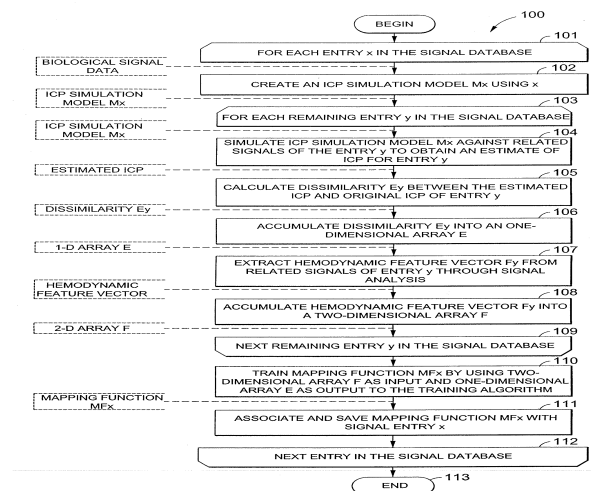 BEGIN
100
101
FOR EACH ENTRY x IN THE SIGNAL DATABASE
BIOLOGICAL SIGNAL
DATA
102
CREATE AN ICP SIMULATION MODEL Mx USING x
ICP SIMULATION
MODEL Mx
103
FOR EACH REMAINING ENTRY y IN THE SIGNAL DATABASE
ICP SIMULATION
MODEL Mx
104
SIMULATE ICP SIMULATION MODEL Mx AGAINST RELATED
SIGNALS OF THE ENTRY y TO OBTAIN AN ESTIMATE OF
ICP FOR ENTRY y
ESTIMATED ICP
105
CALCULATE DISSIMILARITY Ey BETWEEN THE ESTIMATED
ICP AND ORIGINAL ICP OF ENTRY y
DISSIMILARITY Ey
106
ACCUMULATE DISSIMILARITY Ey INTO AN ONE-
DIMENSIONAL ARRAY E
1-D ARRAY E
107
EXTRACT HEMODYNAMIC FEATURE VECTOR Fy FROM
RELATED SIGNALS OF ENTRY y THROUGH SIGNAL
ANALYSIS
HEMODYNAMIC
FEATURE VECTOR
108
ACCUMULATE HEMODYNAMIC FEATURE VECTOR Fy INTO
A TWO-DIMENSIONAL ARRAY F
2-D ARRAY F
109
NEXT REMAINING ENTRY y IN THE SIGNAL DATABASE
110
TRAIN MAPPING FUNCTION MFx BY USING TWO-
DIMENSIONAL ARRAY F AS INPUT AND ONE-DIMENSIONAL
ARRAY E AS OUTPUT TO THE TRAINING ALGORITHM
MAPPING FUNCTION
MFx
111
ASSOCIATE AND SAVE MAPPING FUNCTION MFx WITH
SIGNAL ENTRY x
112
NEXT ENTRY IN THE SIGNAL DATABASE
113
END